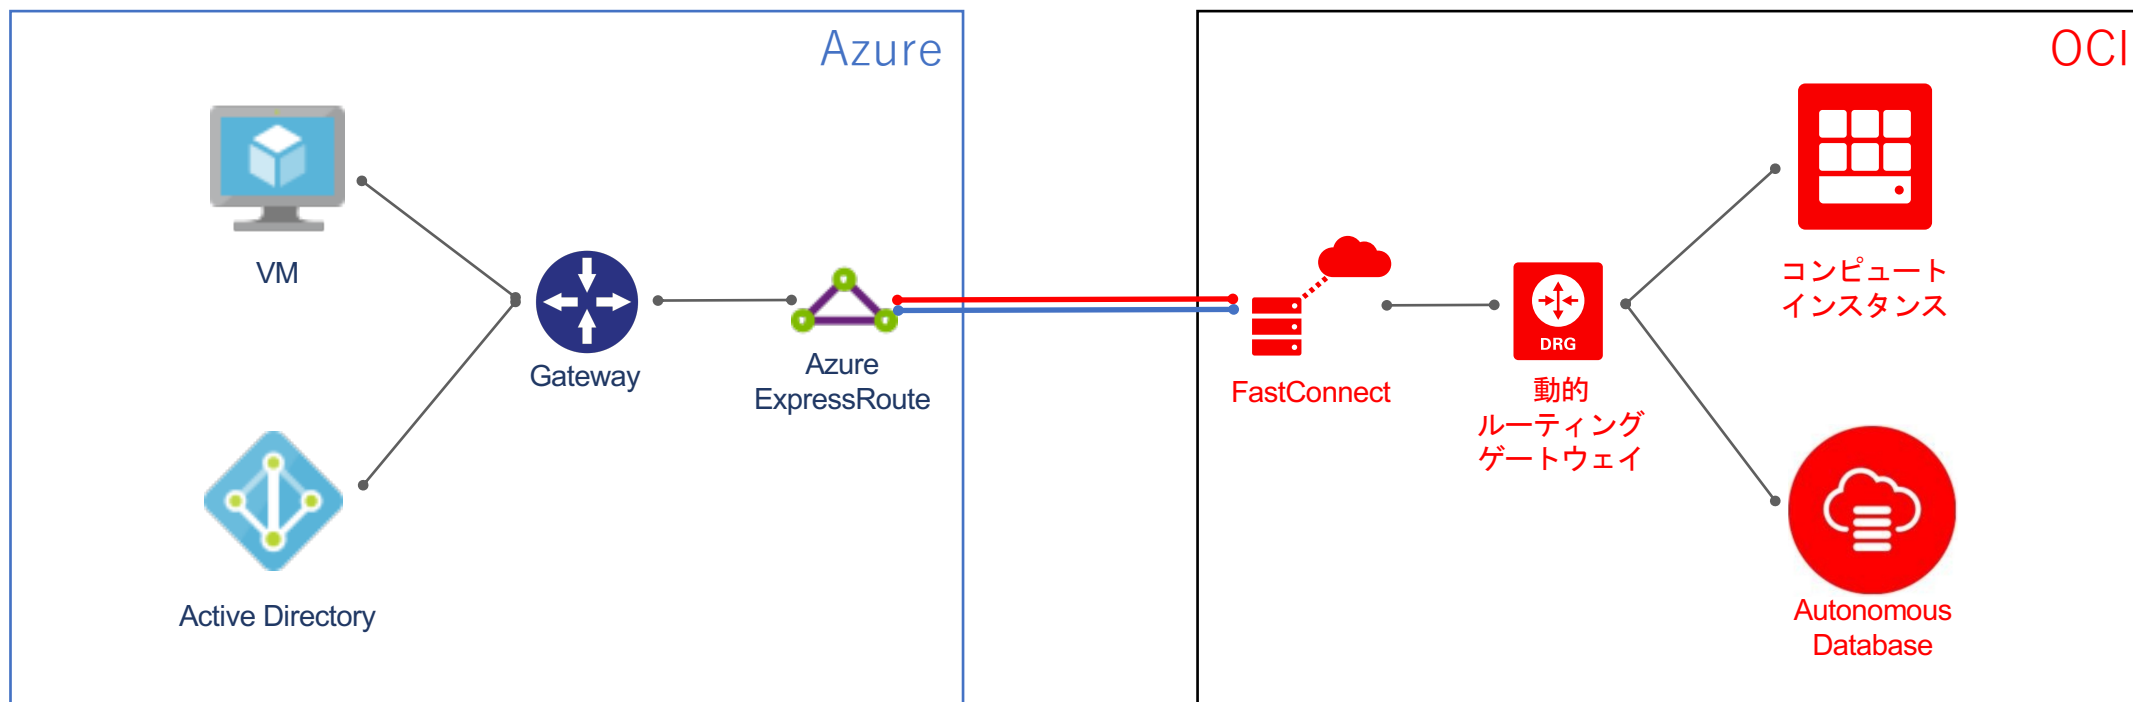 Azure
VM
Gateway
Azure
ExpressRoute
Active Directory
OCI
FastConnect
DRG
動的
ルーティング
ゲートウェイ
コンピュート
インスタンス
Autonomous
Database